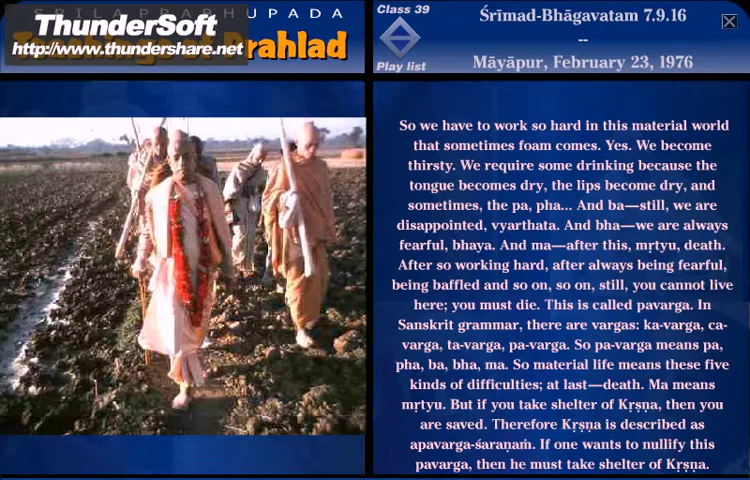 SRILA PRABHUPADA
ThunderSoft
http://www.thundershare.net
Prahlad
Class 39
Play list
Śrīmad-Bhāgavatam 7.9.16
--
Māyāpur, February 23, 1976
So we have to work so hard in this material world
that sometimes foam comes. Yes. We become
thirsty. We require some drinking because the
tongue becomes dry, the lips become dry, and
sometimes, the pa, pha... And ba—still, we are
disappointed, vyarthata. And bha—we are always
fearful, bhaya. And ma—after this, mṛtyu, death.
After so working hard, after always being fearful,
being baffled and so on, so on, still, you cannot live
here; you must die. This is called pavarga. In
Sanskrit grammar, there are vargas: ka-varga, ca-
varga, ta-varga, pa-varga. So pa-varga means pa,
pha, ba, bha, ma. So material life means these five
kinds of difficulties; at last—death. Ma means
mṛtyu. But if you take shelter of Kṛṣṇa, then you
are saved. Therefore Kṛṣṇa is described as
apavarga-śaraṇaṁ. If one wants to nullify this
pavarga, then he must take shelter of Kṛṣṇa.